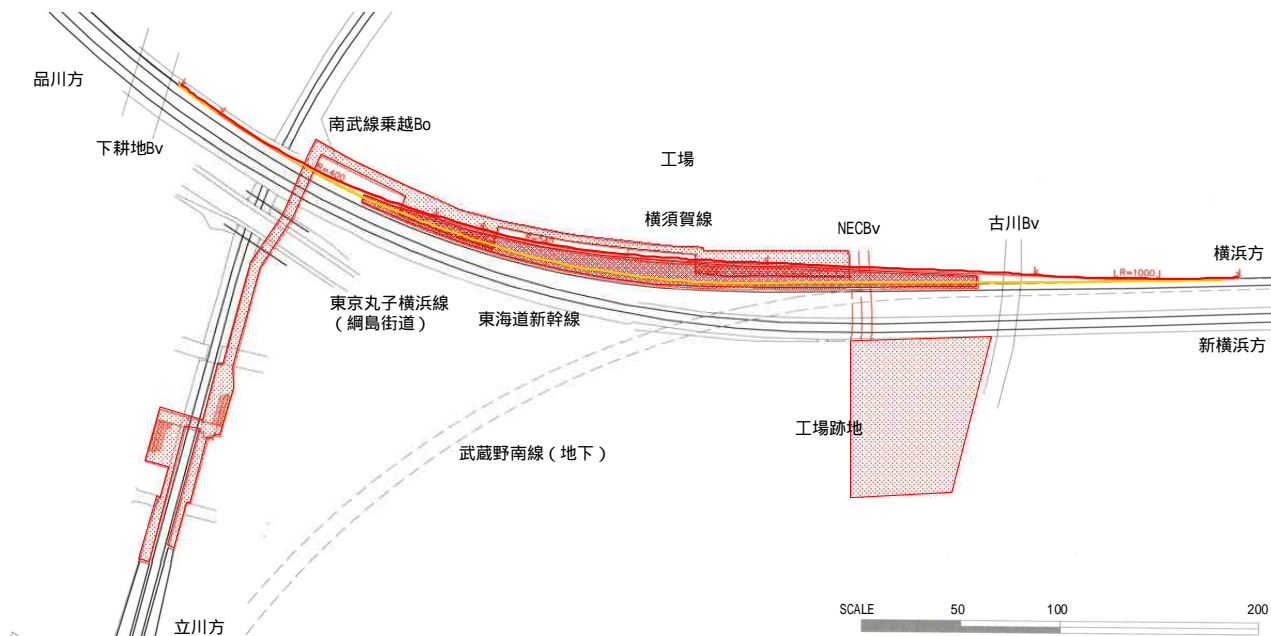 品川方
下耕地Bv
南武線乗越Bo
工場
R=400
横須賀線
NECBv
古川Bv
横浜方
R=1000
東京丸子横浜線
(綱島街道)
東海道新幹線
新横浜方
工場跡地
武蔵野南線(地下)
立川方
SCALE 50 100 200